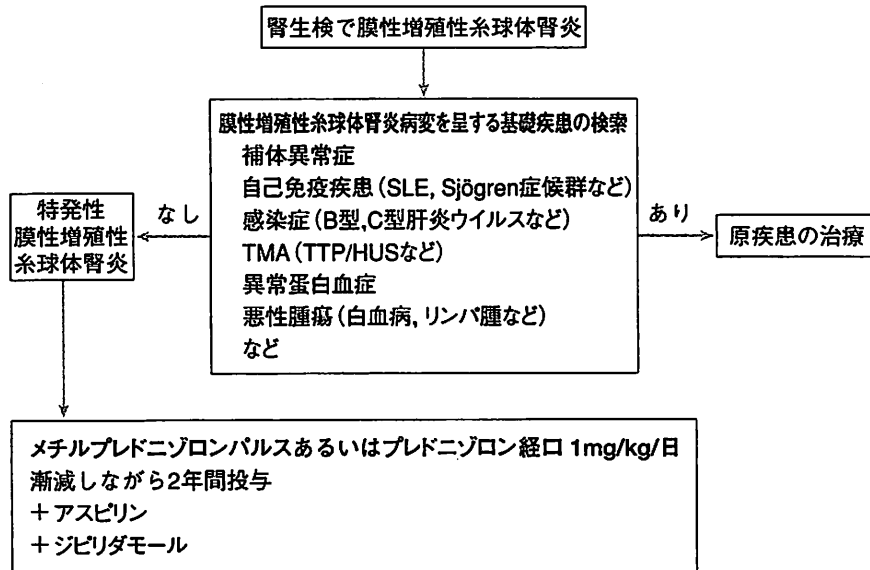 腎生検で膜性増殖性糸球体腎炎
膜性増殖性糸球体腎炎病変を呈する基礎疾患の検索
補体異常症
自己免疫疾患(SLE, Sjögren症候群など)
感染症(B型,C型肝炎ウイルスなど)
TMA(TTP/HUSなど)
異常蛋白血症
悪性腫瘍(白血病, リンパ腫など)
など
なし
あり
特発性
膜性増殖性
糸球体腎炎
原疾患の治療
メチルプレドニゾロンパルスあるいはプレドニゾロン経口 1mg/kg/日
漸減しながら2年間投与
+アスピリン
+ジピリダモール